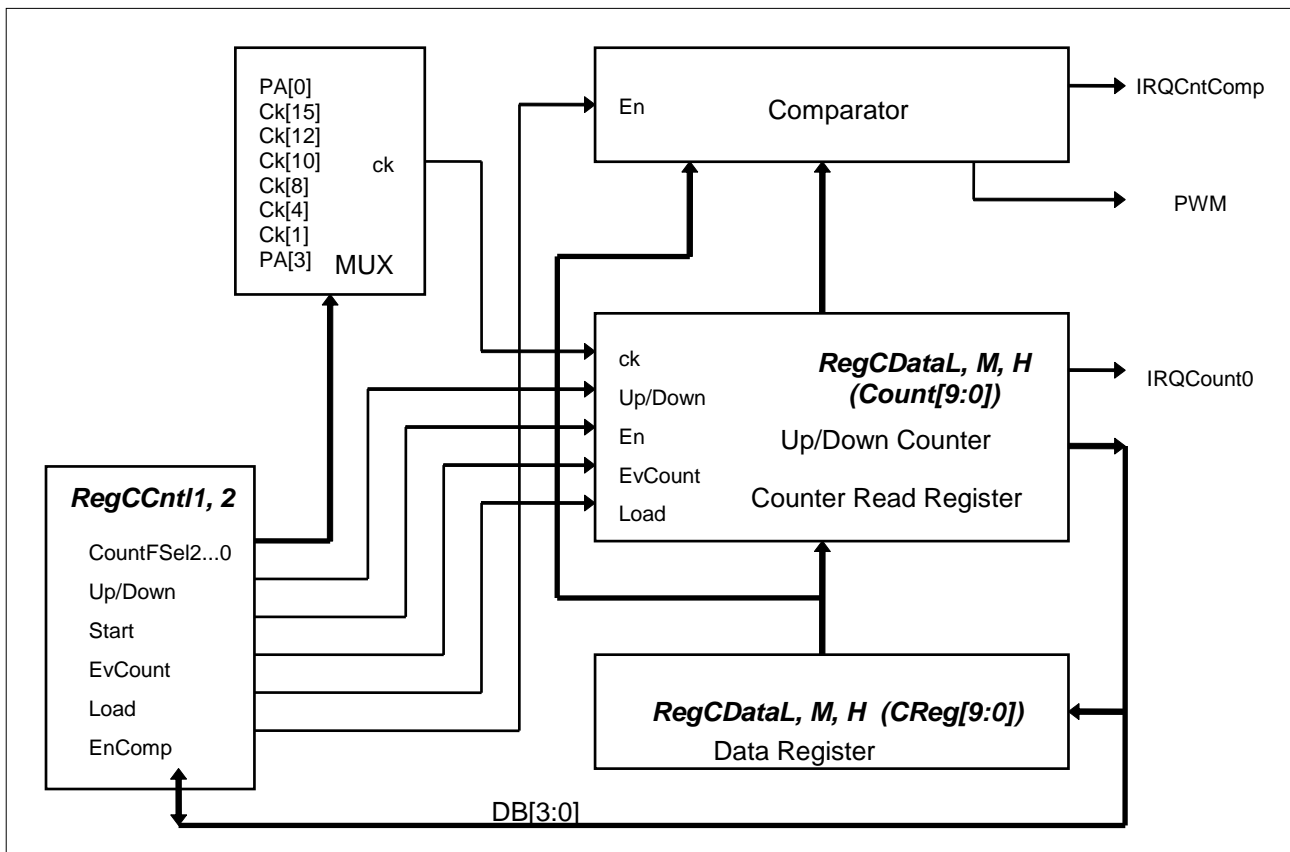 PA[0]
Ck[15]
Ck[12]
Ck[10]
Ck[8]
Ck[4]
Ck[1]
PA[3]
ck
MUX
En
Comparator
IRQCntComp
PWM
ck
Up/Down
En
EvCount
Load
RegCDataL, M, H
(Count[9:0])
Up/Down Counter
Counter Read Register
IRQCount0
RegCCntl1, 2
CountFSel2...0
Up/Down
Start
EvCount
Load
EnComp
RegCDataL, M, H (CReg[9:0])
Data Register
DB[3:0]